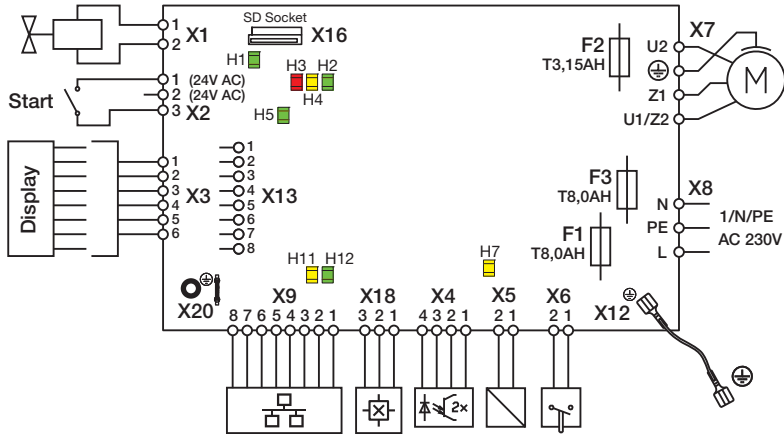 1
2
X1
SD Socket
X16
H1
H3
H2
H4
H5
F2
T3,15AH
U2
Z1
U1/Z2
X7
M
Start
1 (24V AC)
2 (24V AC)
3
X2
Display
1
2
3
4
5
6
X3
1
2
3
4
5
6
7
8
X13
F3
T8,0AH
F1
T8,0AH
X8
N
PE
L
1/N/PE
AC 230V
H11
H12
H7
X20
X9
8 7 6 5 4 3 2 1
X18
3 2 1
X4
4 3 2 1
X5
2 1
X6
2 1
X12
2×